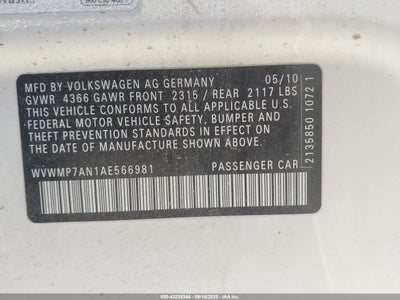 MFD BY VOLKSWAGEN AG GERMANY 05/10
GVWR 4366 GAWR FRONT 2315 / REAR 2117 LBS
THIS VEHICLE CONFORMS TO ALL APPLICABLE U.S.
FEDERAL MOTOR VEHICLE SAFETY, BUMPER AND
THEFT PREVENTION STANDARDS IN EFFECT ON THE
DATE OF MANUFACTURE SHOWN ABOVE.
WVWMP7AN1AE566981 PASSENGER CAR
2135850 1072 1